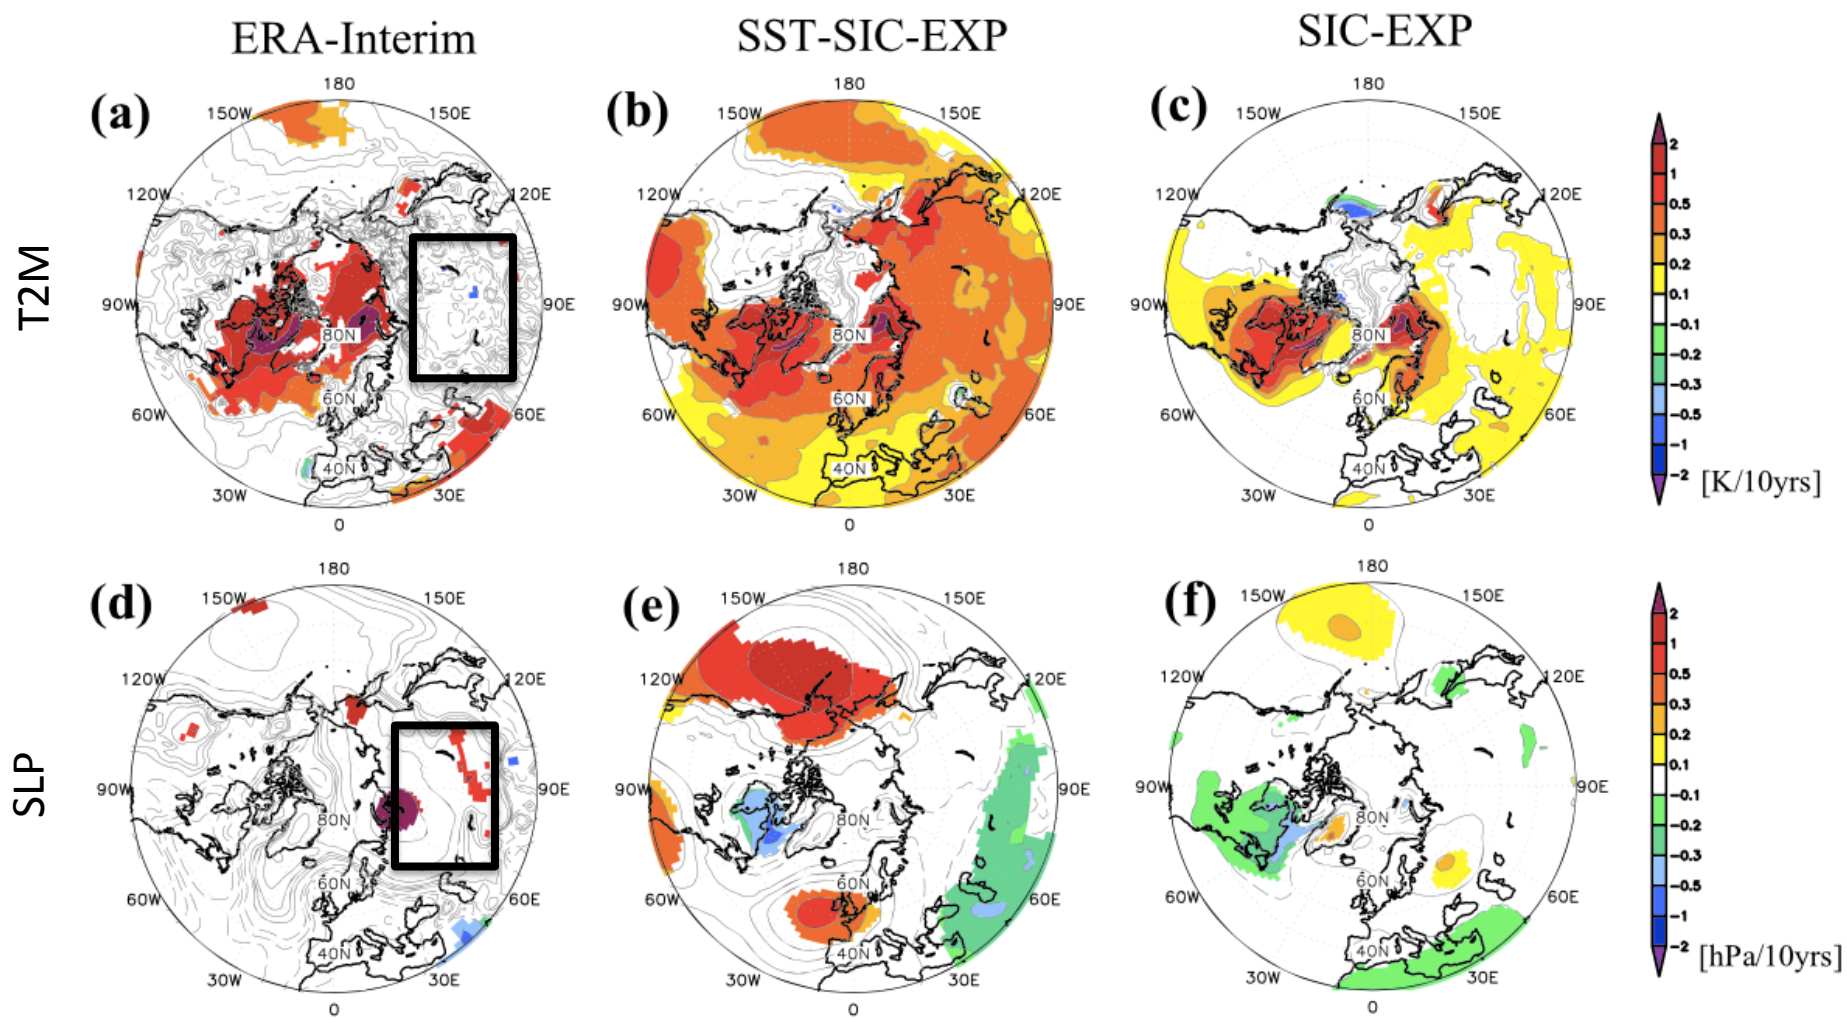 ERA-Interim SST-SIC-EXP SIC-EXP
T2M
(a) 180 150W 150E 120W 120E 90W 90E 80N 60N 60W 60E 40N 30W 30E 0
(b) 180 150W 150E 120W 120E 90W 90E 80N 60N 60W 60E 40N 30W 30E 0
(c) 180 150W 150E 120W 120E 90W 90E 80N 60N 60W 60E 40N 30W 30E 0
2
1
0.5
0.3
0.2
0.1
−0.1
−0.2
−0.3
−0.5
−1
−2
[K/10yrs]
SLP
(d) 180 150W 150E 120W 120E 90W 90E 80N 60N 60W 60E 40N 30W 30E 0
(e) 180 150W 150E 120W 120E 90W 90E 80N 60N 60W 60E 40N 30W 30E 0
(f) 180 150W 150E 120W 120E 90W 90E 80N 60N 60W 60E 40N 30W 30E 0
2
1
0.5
0.3
0.2
0.1
−0.1
−0.2
−0.3
−0.5
−1
−2
[hPa/10yrs]